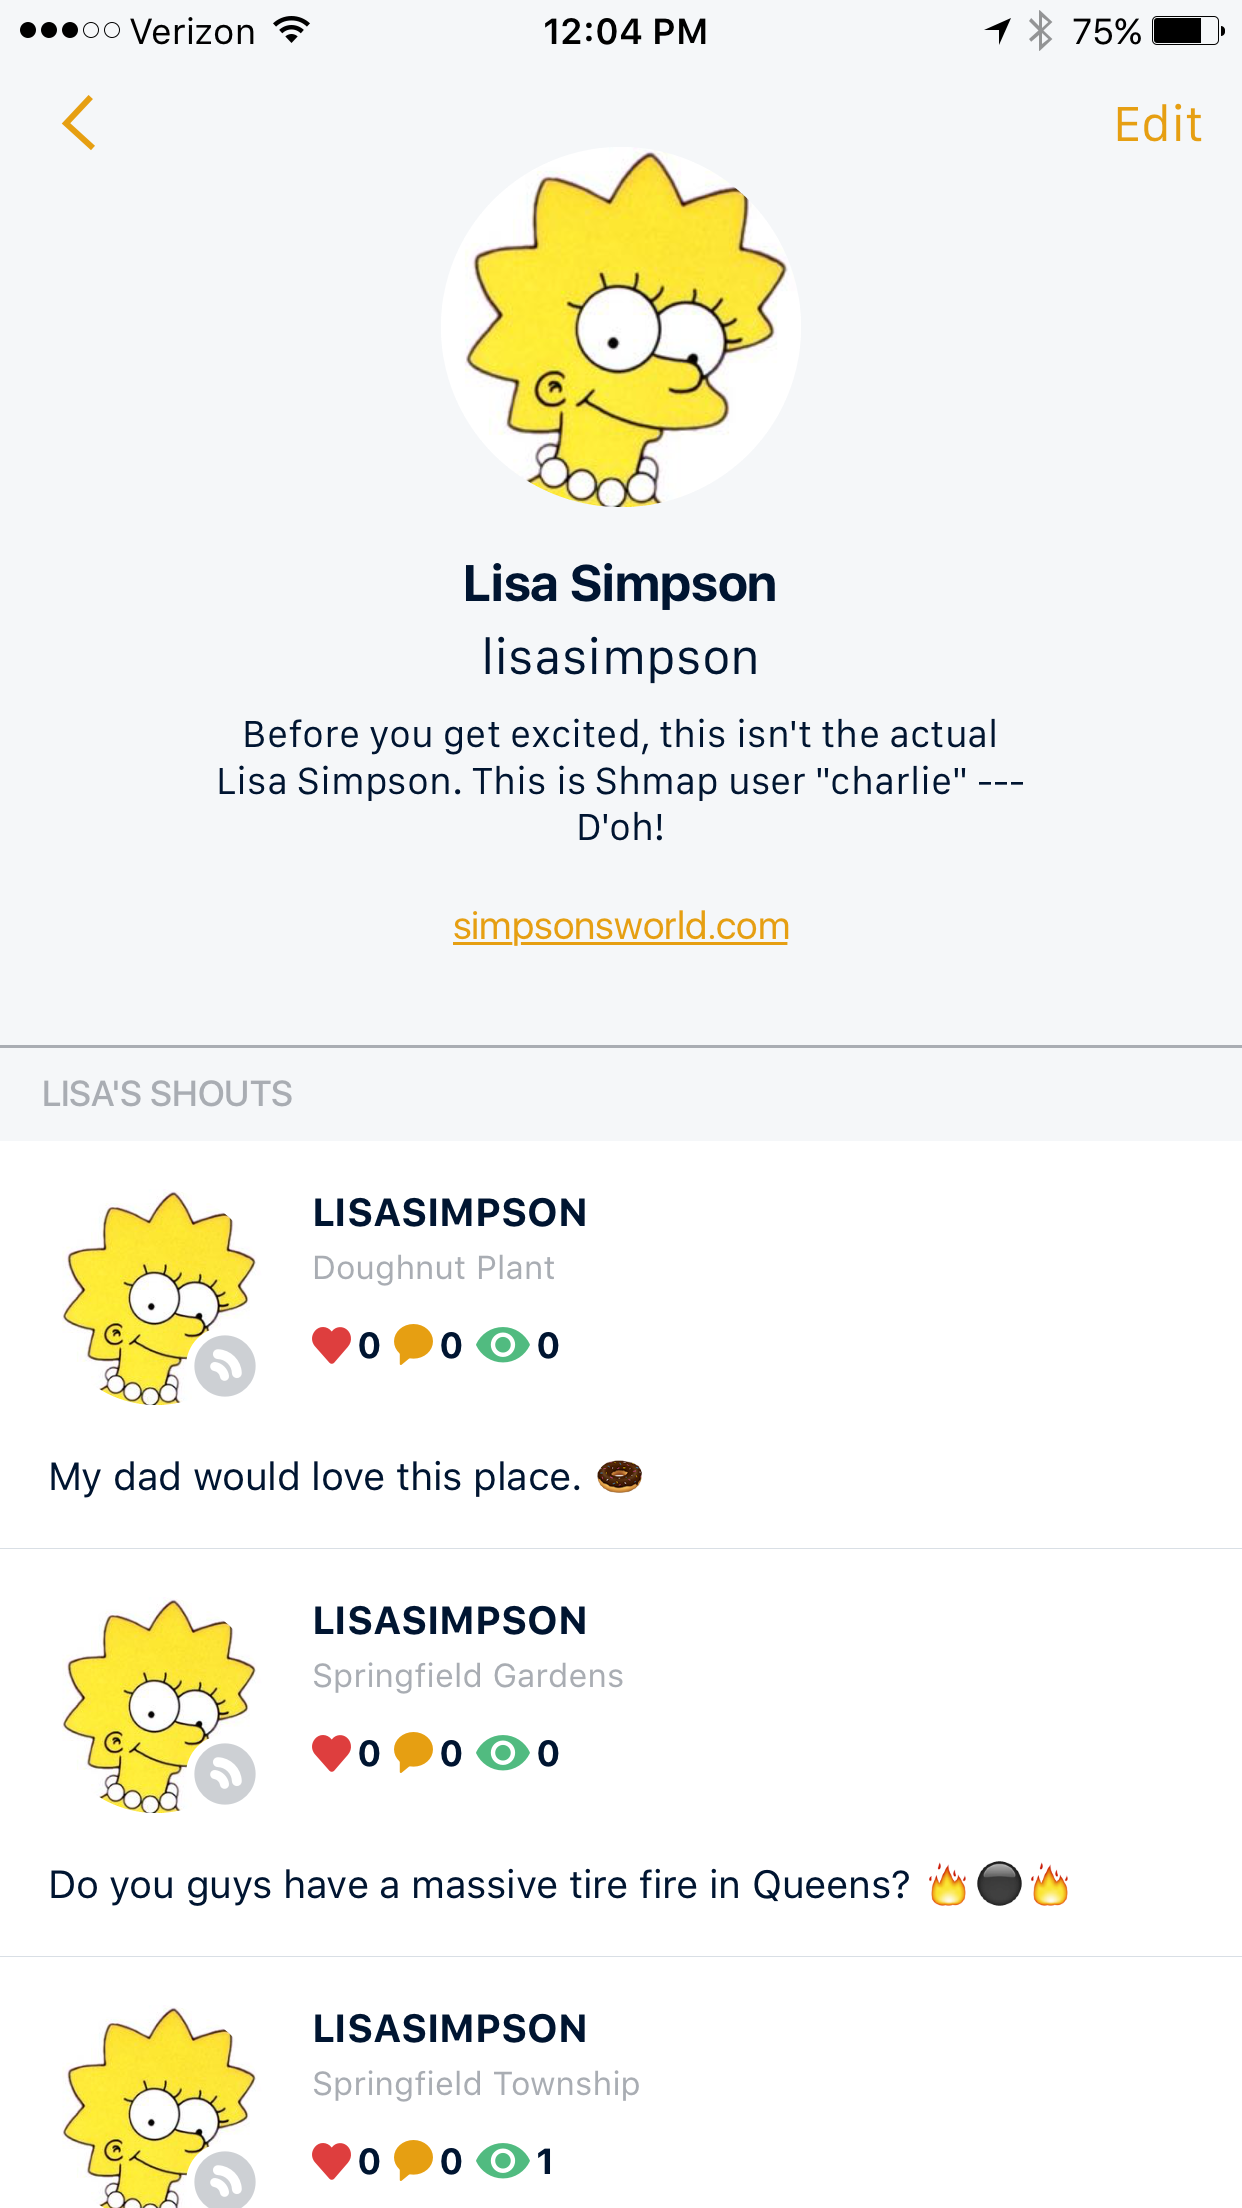 Verizon 12:04 PM 75%
Edit
Lisa Simpson
lisasimpson
Before you get excited, this isn't the actual
Lisa Simpson. This is Shmap user "charlie" ---
D'oh!
simpsonsworld.com
LISA'S SHOUTS
LISASIMPSON
Doughnut Plant
0 0 0
My dad would love this place. 🍩
LISASIMPSON
Springfield Gardens
0 0 0
Do you guys have a massive tire fire in Queens? 🔥⚫🔥
LISASIMPSON
Springfield Township
0 0 1